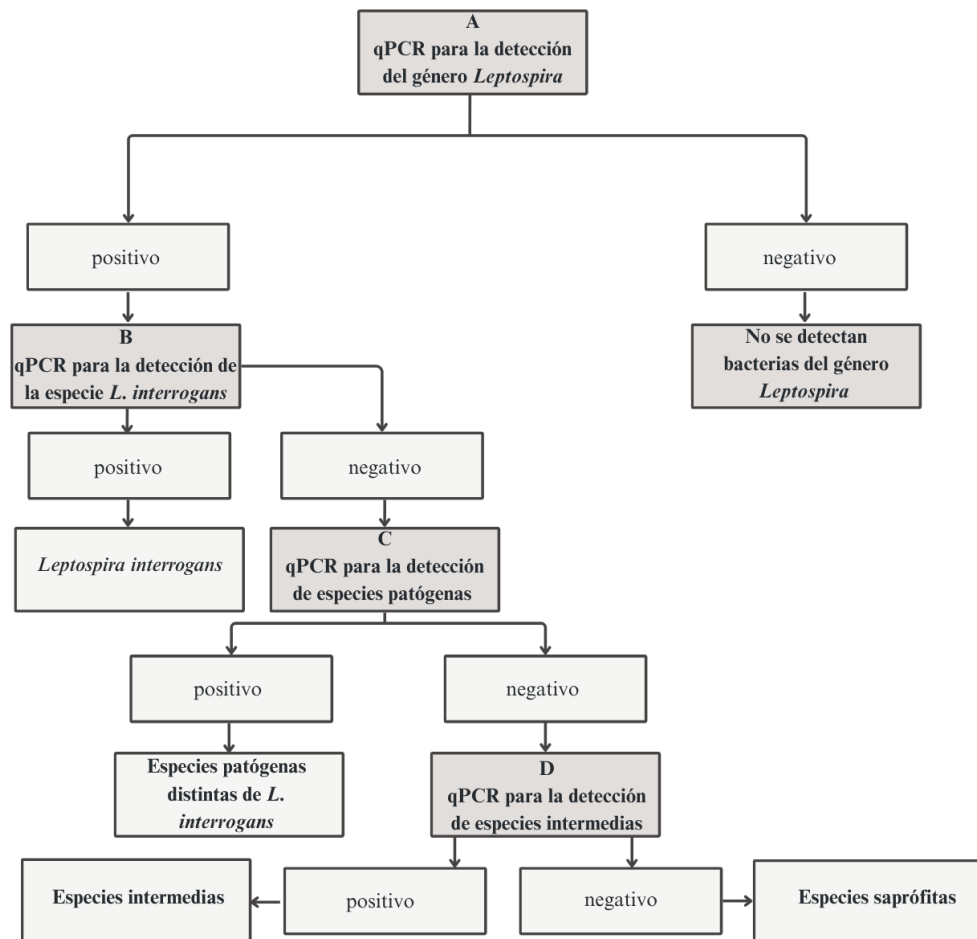 A
qPCR para la detección
del género Leptospira
positivo
negativo
B
qPCR para la detección de
la especie L. interrogans
No se detectan
bacterias del género
Leptospira
positivo
negativo
Leptospira interrogans
C
qPCR para la detección
de especies patógenas
positivo
negativo
Especies patógenas
distintas de L.
interrogans
D
qPCR para la detección
de especies intermedias
Especies intermedias
positivo
negativo
Especies saprófitas